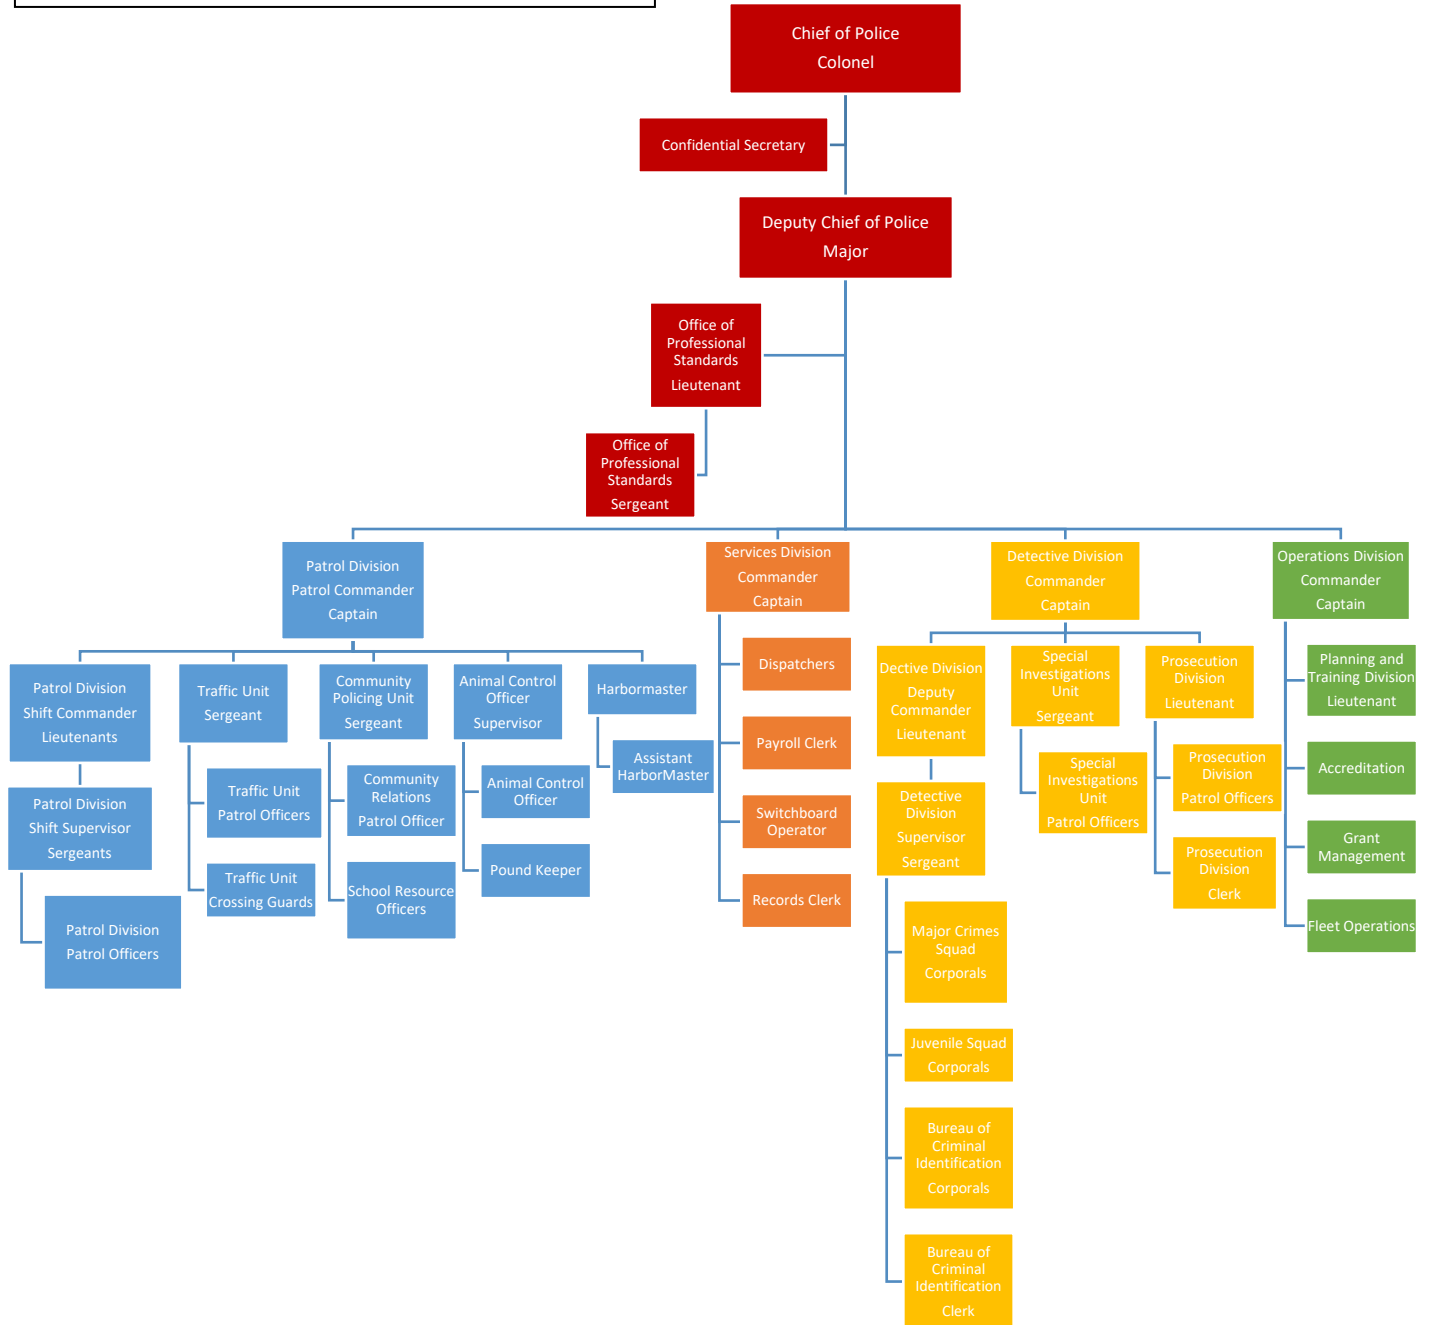 Chief of Police
Colonel
Confidential Secretary
Deputy Chief of Police
Major
Office of
Professional
Standards
Lieutenant
Office of
Professional
Standards
Sergeant
Patrol Division
Patrol Commander
Captain
Services Division
Commander
Captain
Detective Division
Commander
Captain
Operations Division
Commander
Captain
Patrol Division
Shift Commander
Lieutenants
Traffic Unit
Sergeant
Community
Policing Unit
Sergeant
Animal Control
Officer
Supervisor
Harbormaster
Patrol Division
Shift Supervisor
Sergeants
Patrol Division
Patrol Officers
Traffic Unit
Patrol Officers
Traffic Unit
Crossing Guards
Community
Relations
Patrol Officer
School Resource
Officers
Animal Control
Officer
Pound Keeper
Assistant
HarborMaster
Dispatchers
Payroll Clerk
Switchboard
Operator
Records Clerk
Dective Division
Deputy
Commander
Lieutenant
Detective
Division
Supervisor
Sergeant
Major Crimes
Squad
Corporals
Juvenile Squad
Corporals
Bureau of
Criminal
Identification
Corporals
Bureau of
Criminal
Identification
Clerk
Special
Investigations
Unit
Sergeant
Special
Investigations
Unit
Patrol Officers
Prosecution
Division
Lieutenant
Prosecution
Division
Patrol Officers
Prosecution
Division
Clerk
Planning and
Training Division
Lieutenant
Accreditation
Grant
Management
Fleet Operations